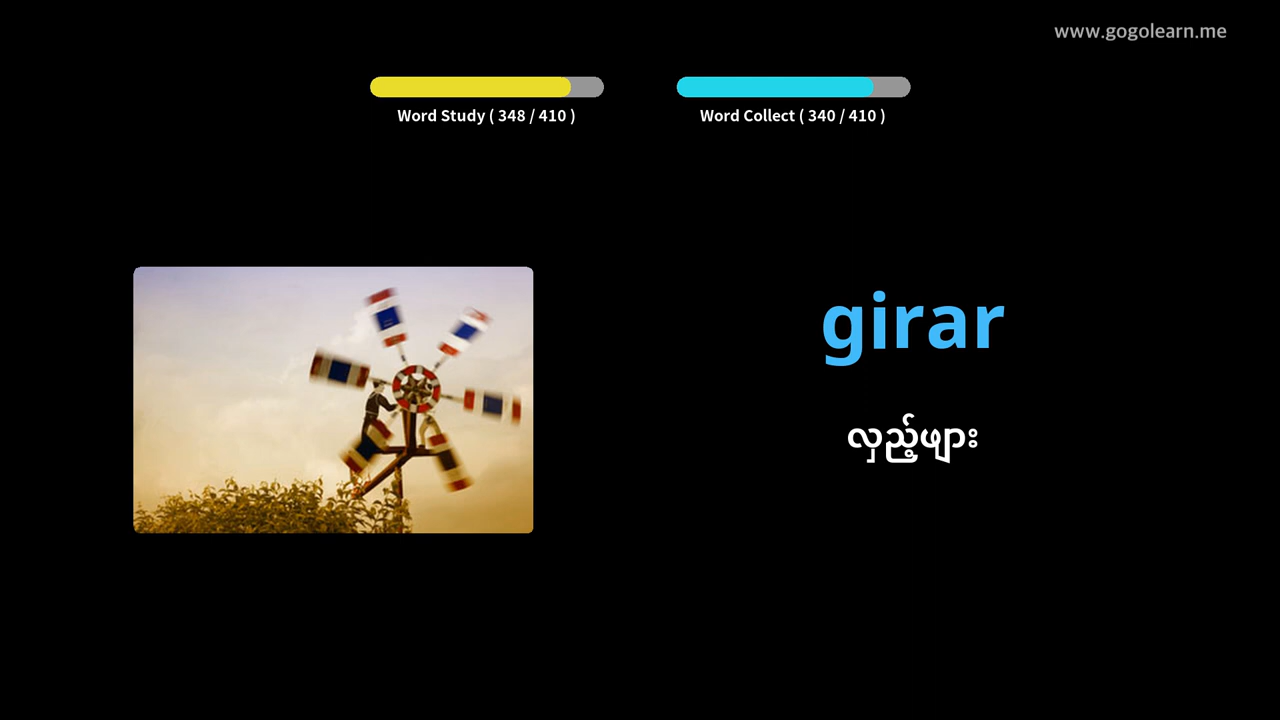 www.gogolearn.me
Word Study ( 348 / 410 )
Word Collect ( 340 / 410 )
girar
လှည့်ဖျား